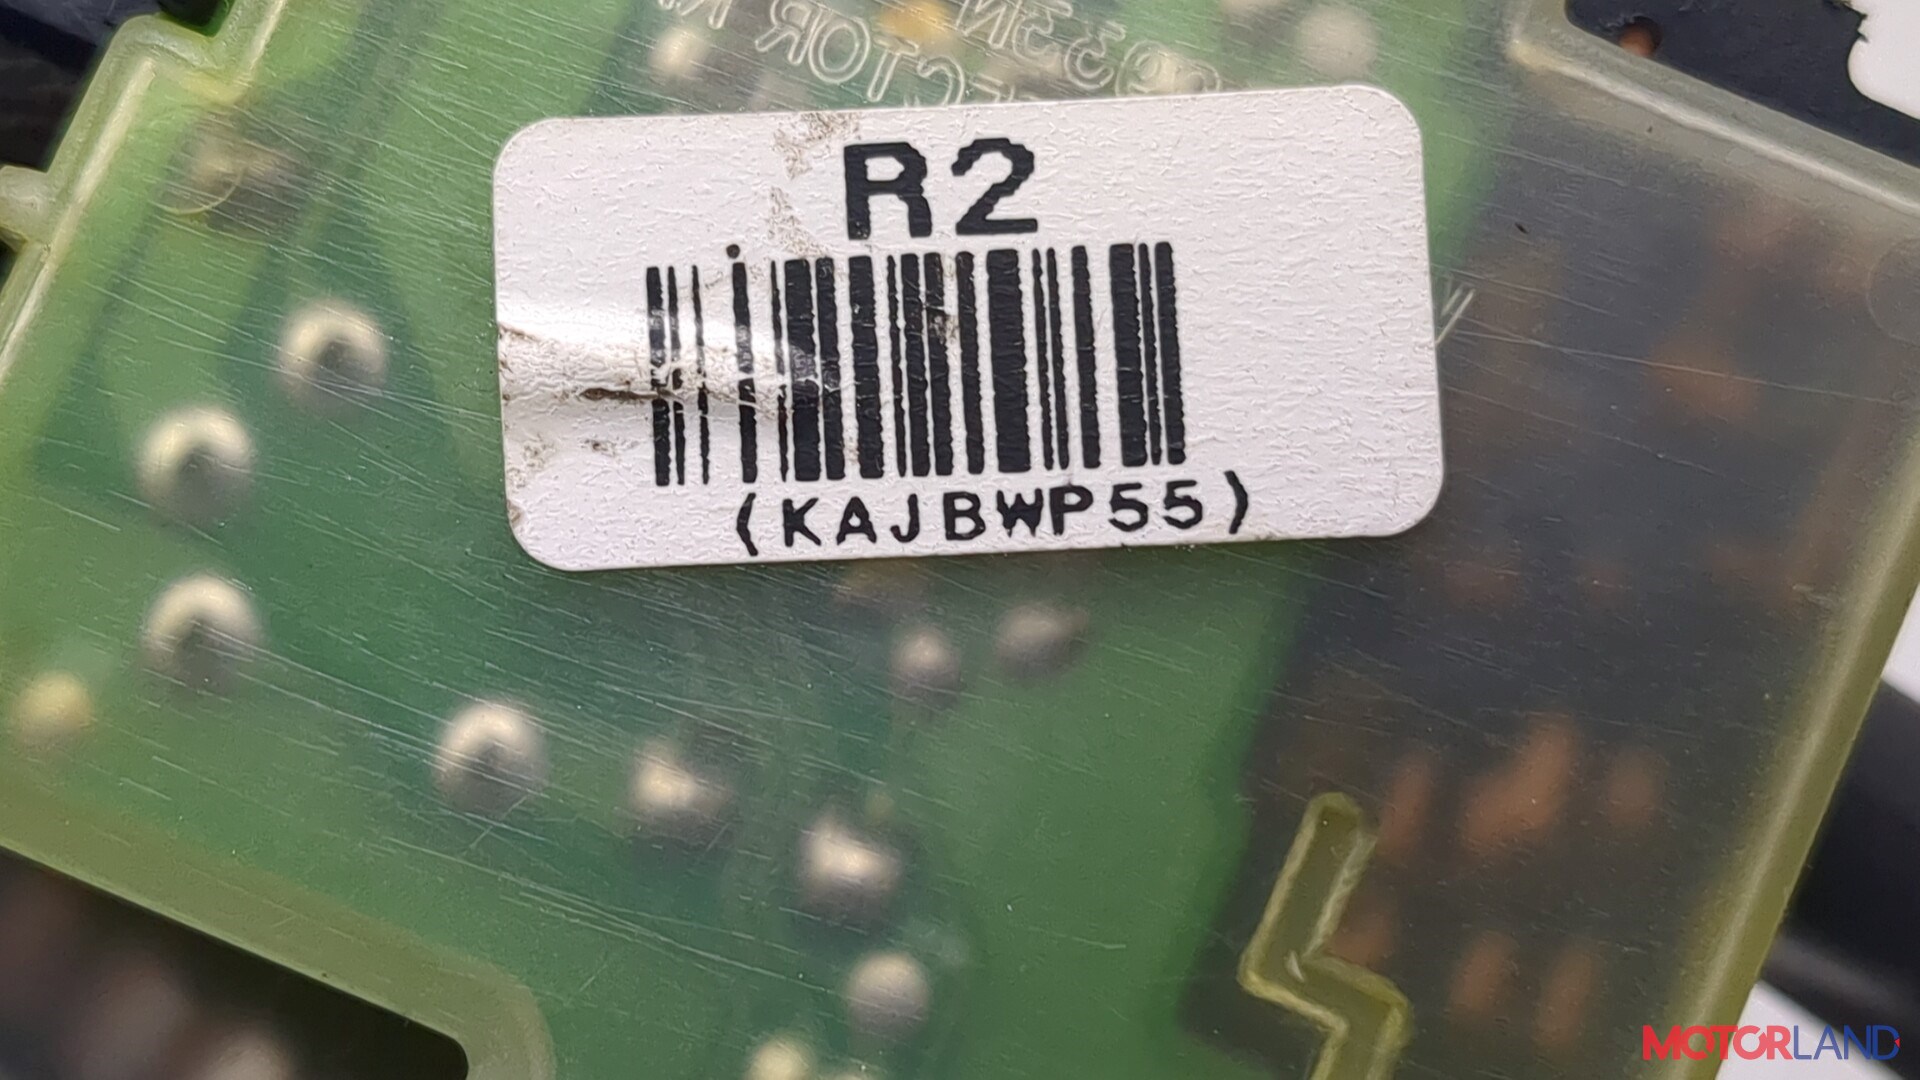 R2
(KAJBWP55)
MOTORLAND